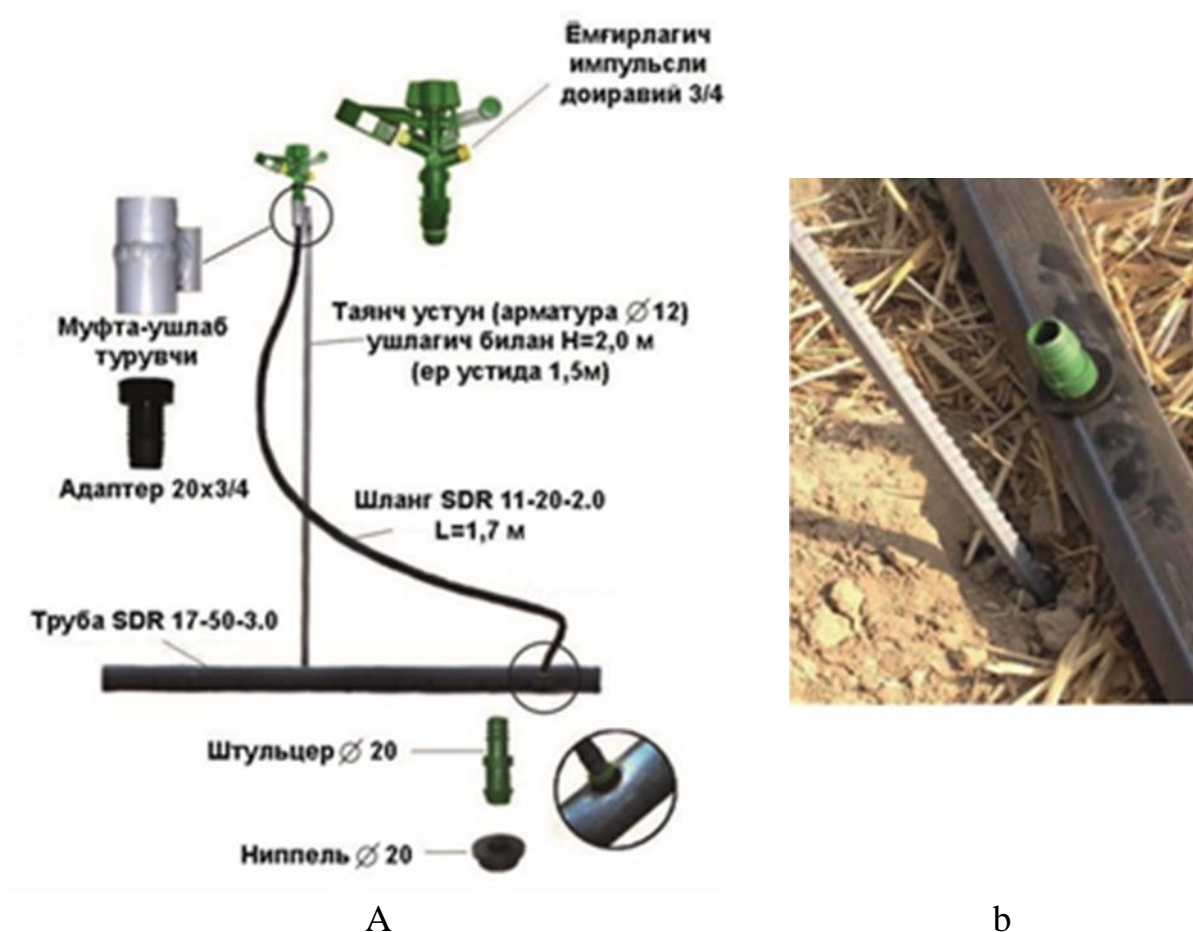 Ёмғирлагич
импульсли
доиравий 3/4
Муфта-ушлаб
турувчи
Таянч устун (арматура ∅ 12)
ушлагич билан H=2,0 м
(ер устида 1,5м)
Адаптер 20x3/4
Шланг SDR 11-20-2.0
L=1,7 м
Труба SDR 17-50-3.0
Штульцер ∅ 20
Ниппель ∅ 20
A
b